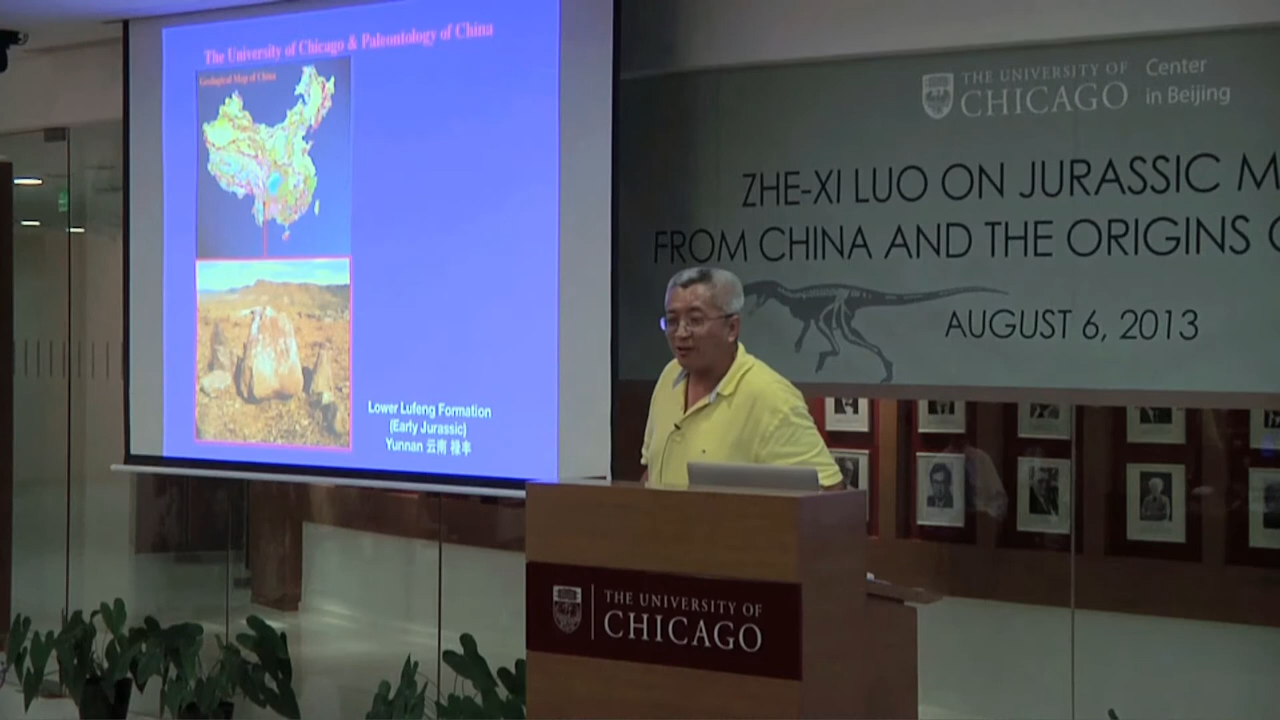 The University of Chicago & Paleontology of China
Geological Map of China
Lower Lufeng Formation
(Early Jurassic)
Yunnan 云南 禄丰
THE UNIVERSITY OF
CHICAGO
Center
in Beijing
ZHE-XI LUO ON JURASSIC M
FROM CHINA AND THE ORIGINS
AUGUST 6, 2013
THE UNIVERSITY OF
CHICAGO